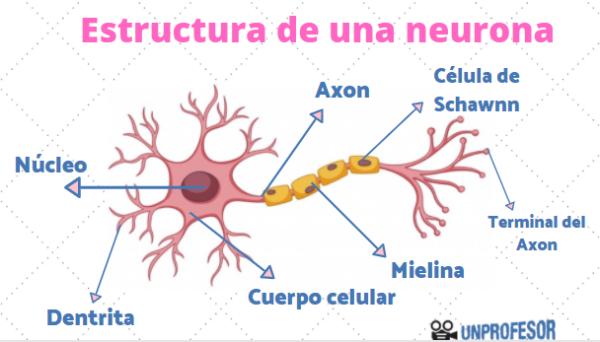 Estructura de una neurona
Célula de
Schawnn
Axon
Núcleo
Terminal del
Axon
Mielina
Cuerpo celular
Dentrita
UNPROFESOR